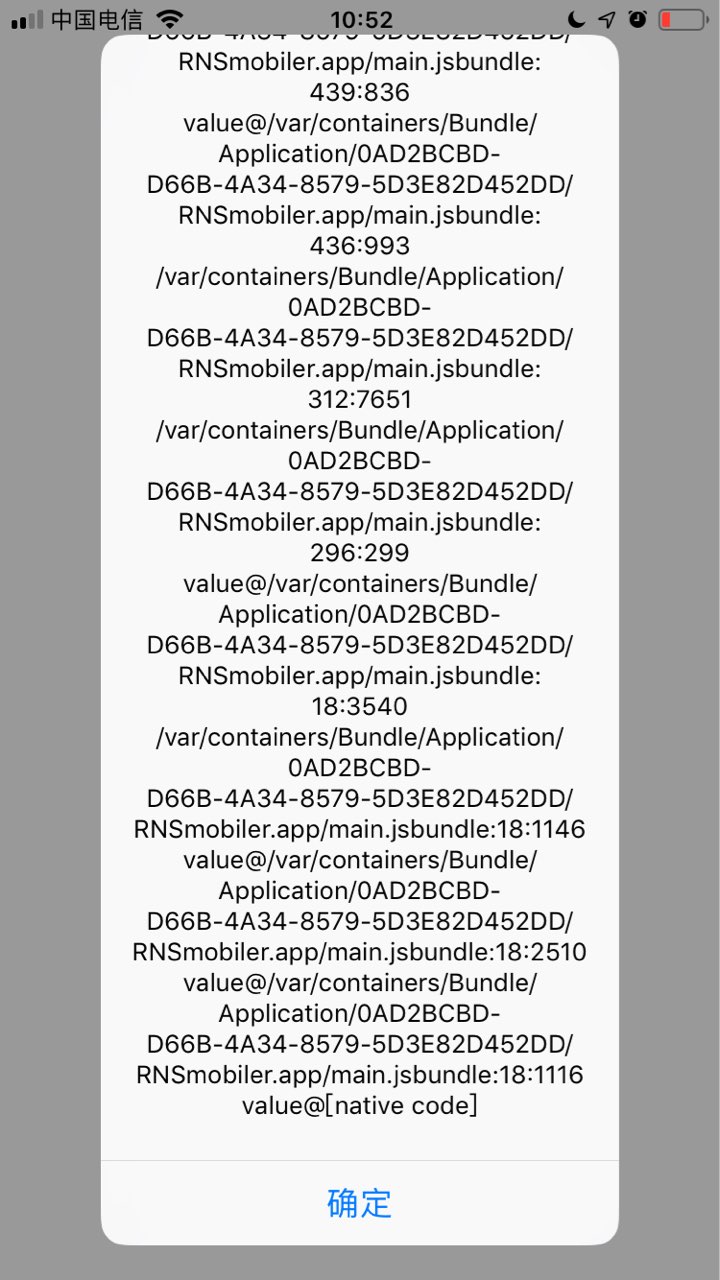 中国电信
10:52
RNSmobiler.app/main.jsbundle:
439:836
value@/var/containers/Bundle/
Application/0AD2BCBD-
D66B-4A34-8579-5D3E82D452DD/
RNSmobiler.app/main.jsbundle:
436:993
/var/containers/Bundle/Application/
0AD2BCBD-
D66B-4A34-8579-5D3E82D452DD/
RNSmobiler.app/main.jsbundle:
312:7651
/var/containers/Bundle/Application/
0AD2BCBD-
D66B-4A34-8579-5D3E82D452DD/
RNSmobiler.app/main.jsbundle:
296:299
value@/var/containers/Bundle/
Application/0AD2BCBD-
D66B-4A34-8579-5D3E82D452DD/
RNSmobiler.app/main.jsbundle:
18:3540
/var/containers/Bundle/Application/
0AD2BCBD-
D66B-4A34-8579-5D3E82D452DD/
RNSmobiler.app/main.jsbundle:18:1146
value@/var/containers/Bundle/
Application/0AD2BCBD-
D66B-4A34-8579-5D3E82D452DD/
RNSmobiler.app/main.jsbundle:18:2510
value@/var/containers/Bundle/
Application/0AD2BCBD-
D66B-4A34-8579-5D3E82D452DD/
RNSmobiler.app/main.jsbundle:18:1116
value@[native code]
确定